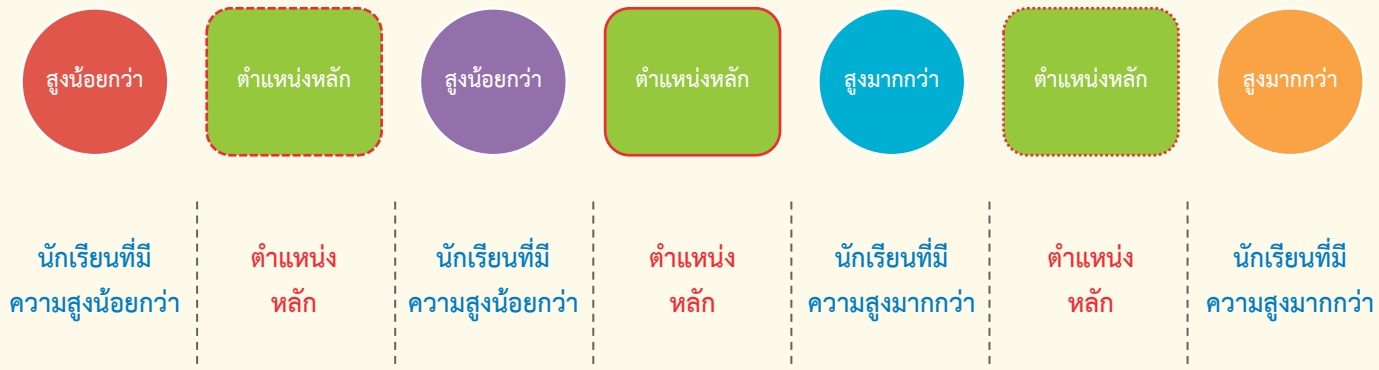 สูงน้อยกว่า
ตำแหน่งหลัก
สูงน้อยกว่า
ตำแหน่งหลัก
สูงมากกว่า
ตำแหน่งหลัก
สูงมากกว่า
นักเรียนที่มี
ความสูงน้อยกว่า
ตำแหน่ง
หลัก
นักเรียนที่มี
ความสูงน้อยกว่า
ตำแหน่ง
หลัก
นักเรียนที่มี
ความสูงมากกว่า
ตำแหน่ง
หลัก
นักเรียนที่มี
ความสูงมากกว่า